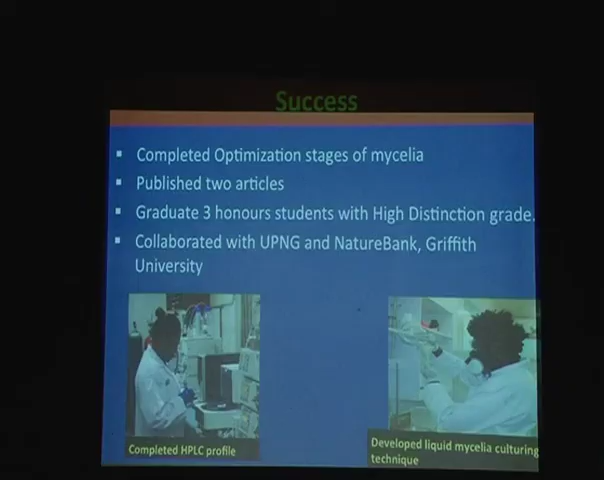 Success
▪ Completed Optimization stages of mycelia
▪ Published two articles
▪ Graduate 3 honours students with High Distinction grade.
▪ Collaborated with UPNG and NatureBank, Griffith
University
Completed HPLC profile
Developed liquid mycelia culturing
technique